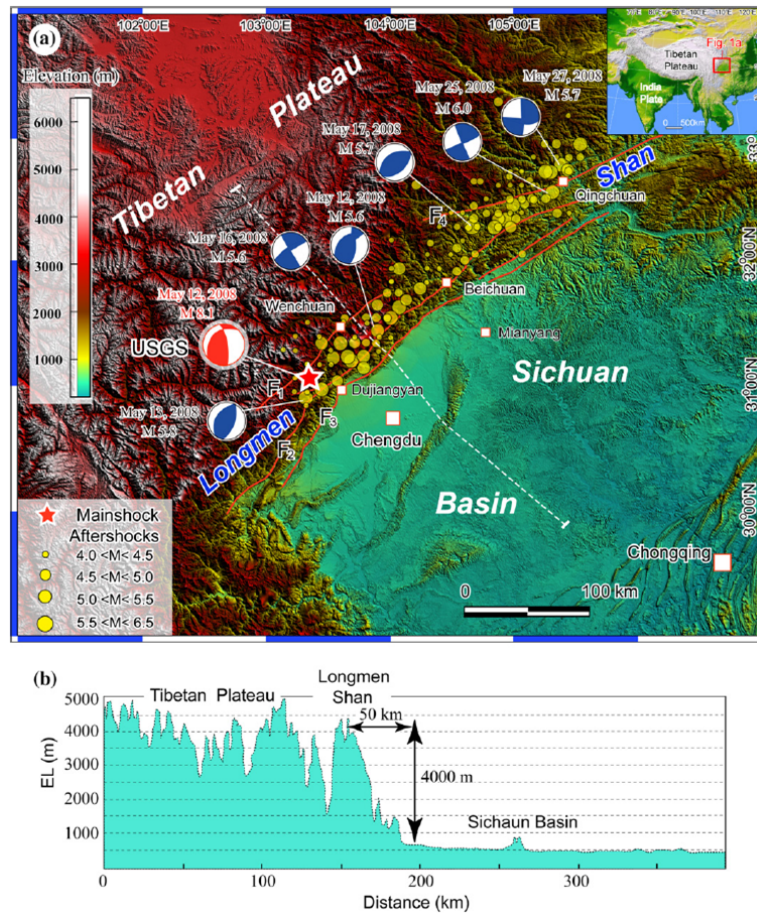 102°00'E
103°00'E
104°00'E
105°00'E
(a)
Elevation (m)
6000
5000
4000
3000
2000
1000
Tibetan Plateau
May 25, 2008
M 6.0
May 27, 2008
M 5.7
May 17, 2008
M 5.7
May 12, 2008
M 5.6
May 16, 2008
M 5.6
May 12, 2008
M 8.1
USGS
May 13, 2008
M 5.8
Fig. 1a
Tibetan
Plateau
India
Plate
0 500km
33°
32°00'N
31°00'N
30°00'N
Shan
Qingchuan
F4
Beichuan
Wenchuan
Mianyang
Sichuan
Dujiangyan
F1
F3
F2
Longmen
Chengdu
Basin
Chongqing
Mainshock
Aftershocks
4.0 <M< 4.5
4.5 <M< 5.0
5.0 <M< 5.5
5.5 <M< 6.5
0 100 km
(b)
Tibetan Plateau
Longmen
Shan
50 km
4000 m
Sichaun Basin
EL (m)
5000
4000
3000
2000
1000
0 100 200 300
Distance (km)